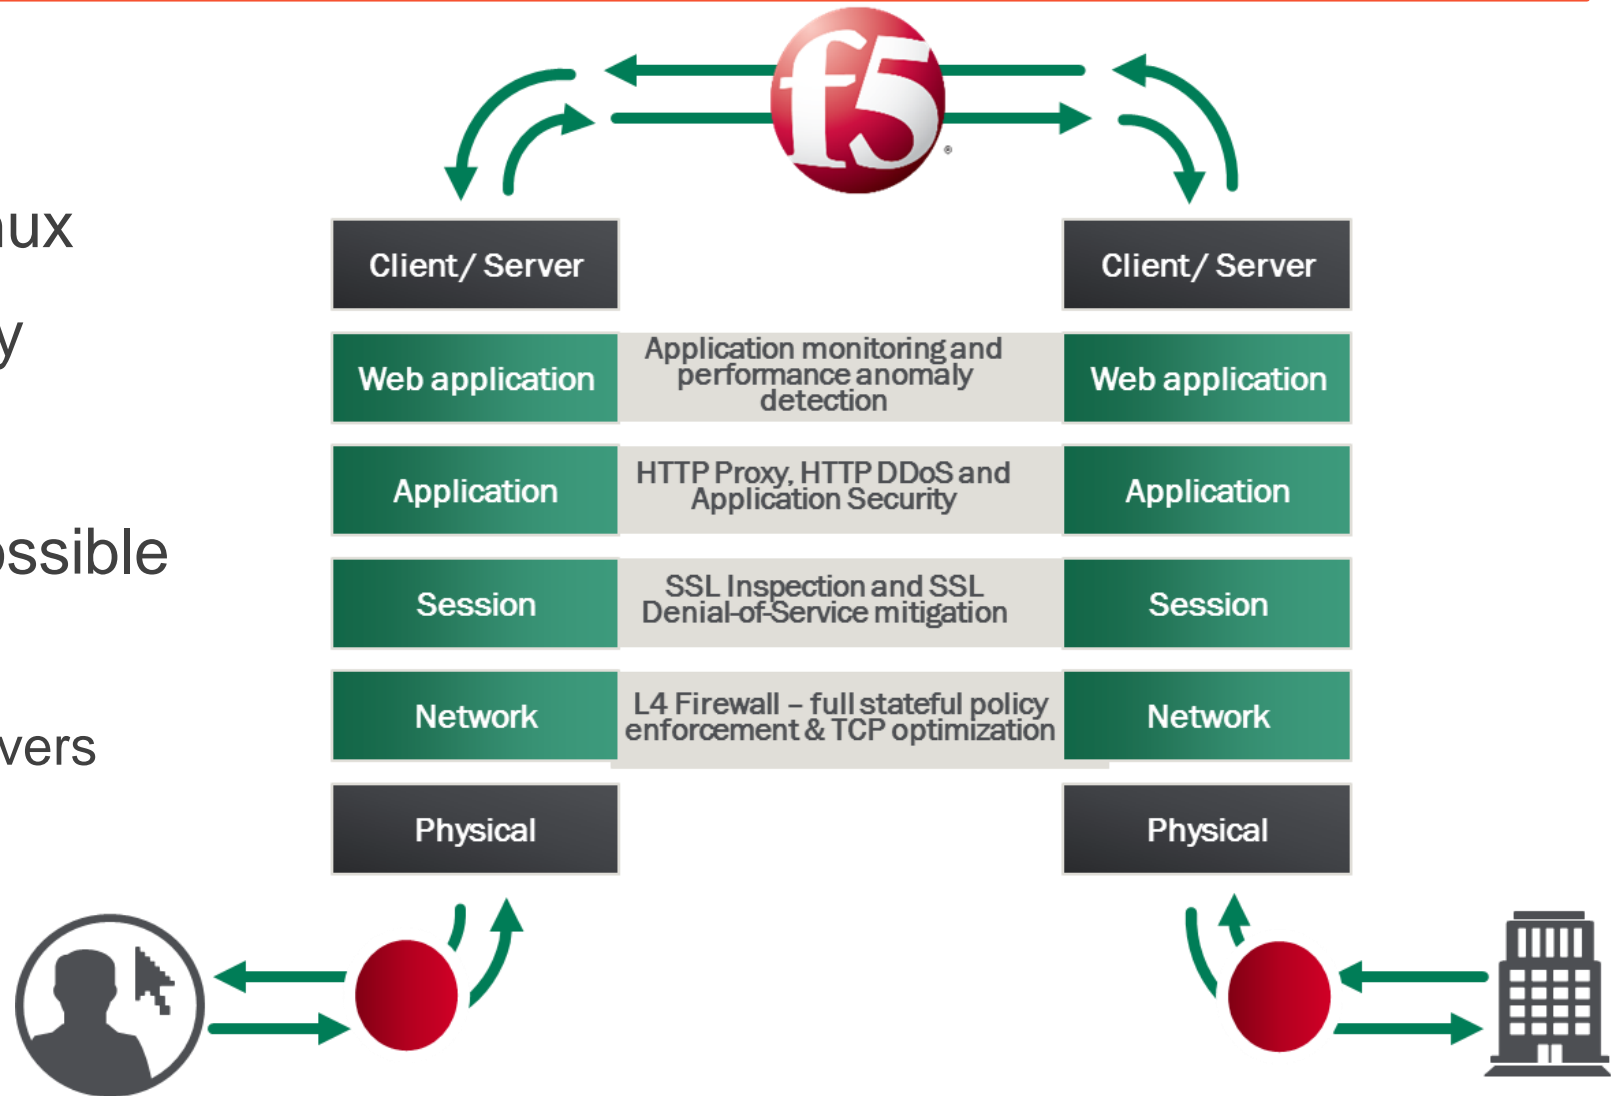 f5
®
nux
y
ossible
vers
Client/ Server
Client/ Server
Web application
Application monitoring and
performance anomaly
detection
Web application
Application
HTTP Proxy, HTTP DDoS and
Application Security
Application
Session
SSL Inspection and SSL
Denial-of-Service mitigation
Session
Network
L4 Firewall – full stateful policy
enforcement & TCP optimization
Network
Physical
Physical